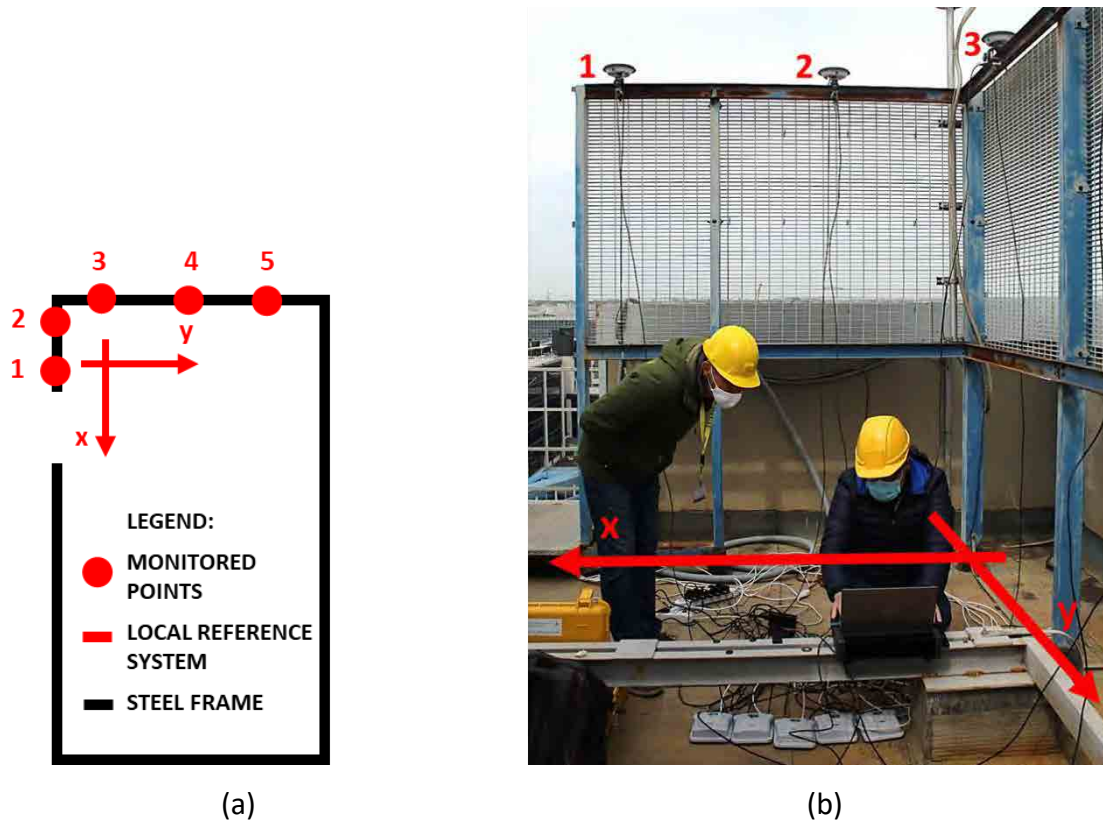 3 4 5
2
y
1
x
LEGEND:
MONITORED
POINTS
LOCAL REFERENCE
SYSTEM
STEEL FRAME
(a)
1 2 3
x
y
(b)